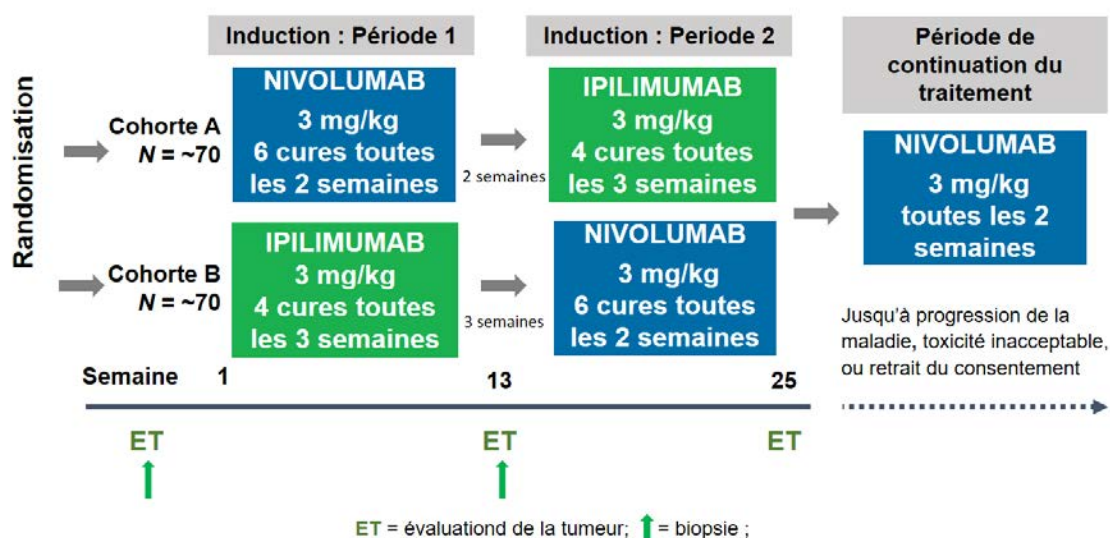 Induction : Période 1
Induction : Periode 2
Période de
continuation du
traitement
Randomisation
Cohorte A
N = ~70
NIVOLUMAB
3 mg/kg
6 cures toutes
les 2 semaines
2 semaines
IPILIMUMAB
3 mg/kg
4 cures toutes
les 3 semaines
NIVOLUMAB
3 mg/kg
toutes les 2
semaines
Cohorte B
N = ~70
IPILIMUMAB
3 mg/kg
4 cures toutes
les 3 semaines
3 semaines
NIVOLUMAB
3 mg/kg
6 cures toutes
les 2 semaines
Jusqu'à progression de la
maladie, toxicité inacceptable,
ou retrait du consentement
Semaine 1 13 25
ET ET ET
ET = évaluationd de la tumeur; = biopsie ;